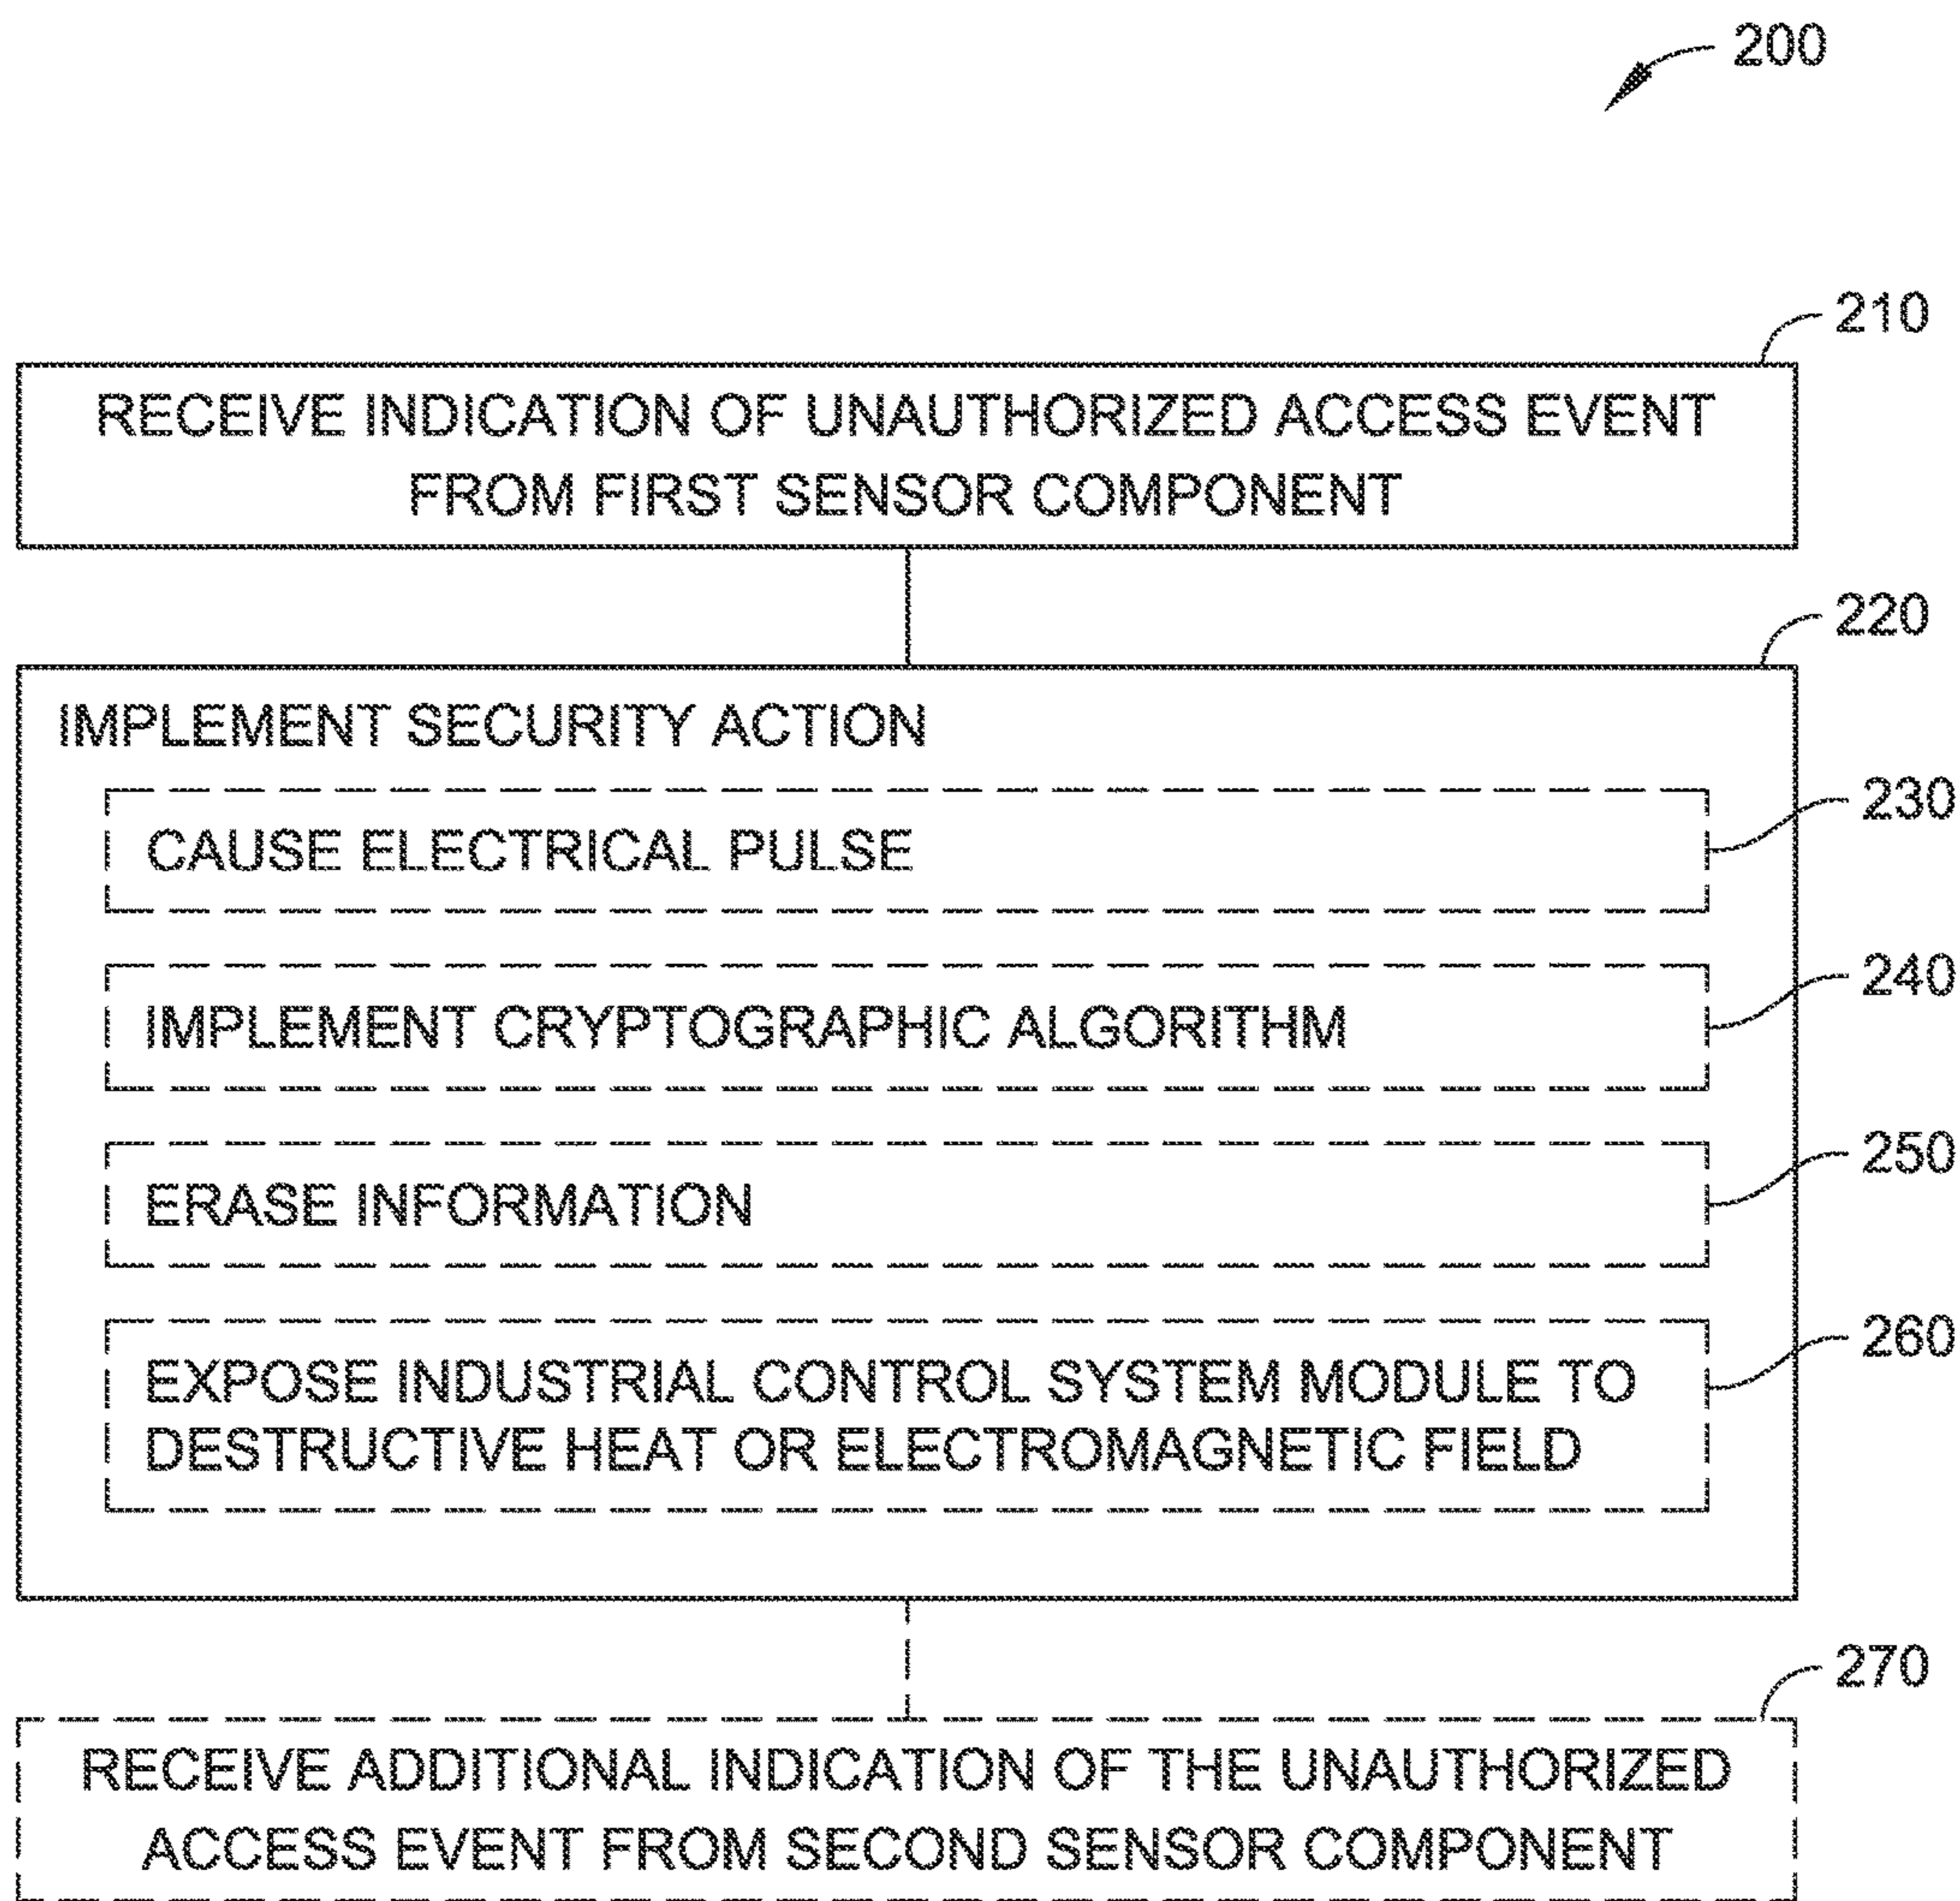 200
210
RECEIVE INDICATION OF UNAUTHORIZED ACCESS EVENT
FROM FIRST SENSOR COMPONENT
220
IMPLEMENT SECURITY ACTION
230
CAUSE ELECTRICAL PULSE
240
IMPLEMENT CRYPTOGRAPHIC ALGORITHM
250
ERASE INFORMATION
260
EXPOSE INDUSTRIAL CONTROL SYSTEM MODULE TO
DESTRUCTIVE HEAT OR ELECTROMAGNETIC FIELD
270
RECEIVE ADDITIONAL INDICATION OF THE UNAUTHORIZED
ACCESS EVENT FROM SECOND SENSOR COMPONENT